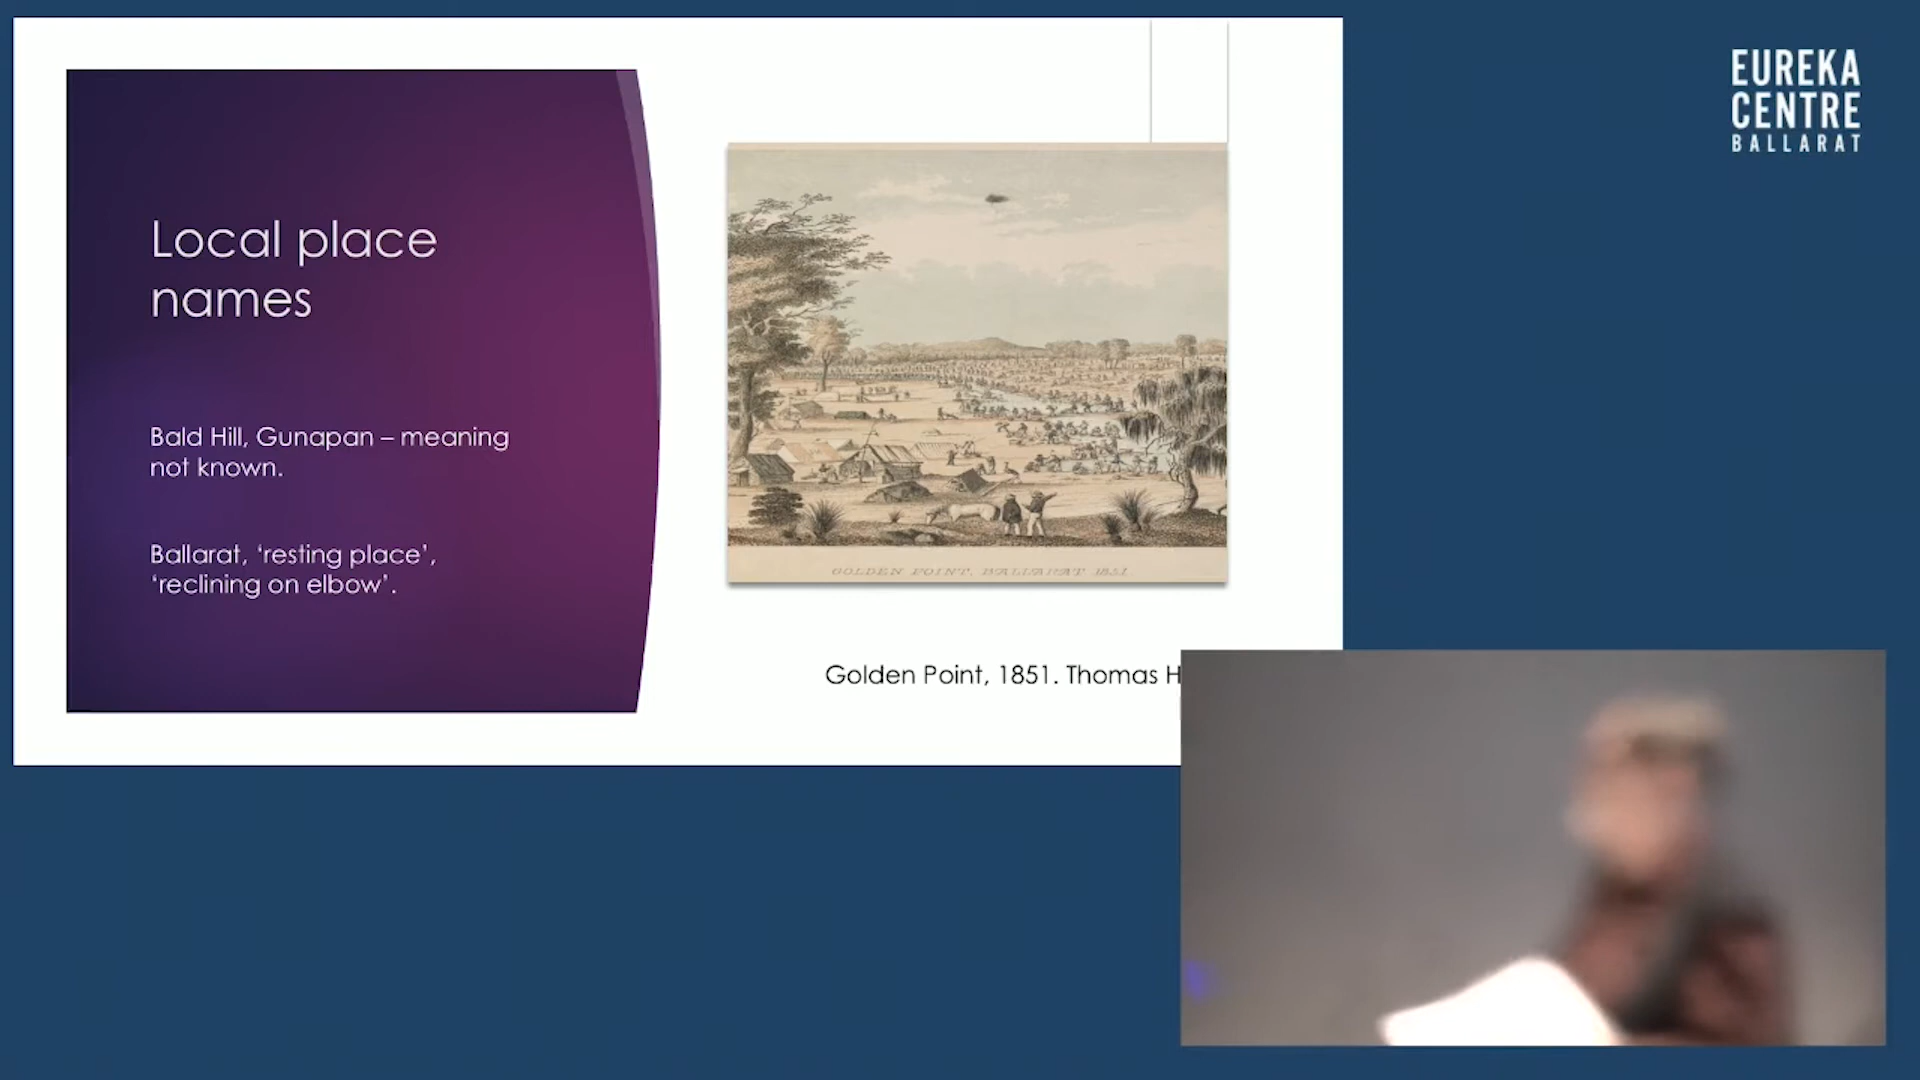 Local place
names
Bald Hill, Gunapan – meaning
not known.
Ballarat, ‘resting place’,
‘reclining on elbow’.
GOLDEN POINT, BALLARAT 1851.
Golden Point, 1851. Thomas H
EUREKA
CENTRE
BALLARAT